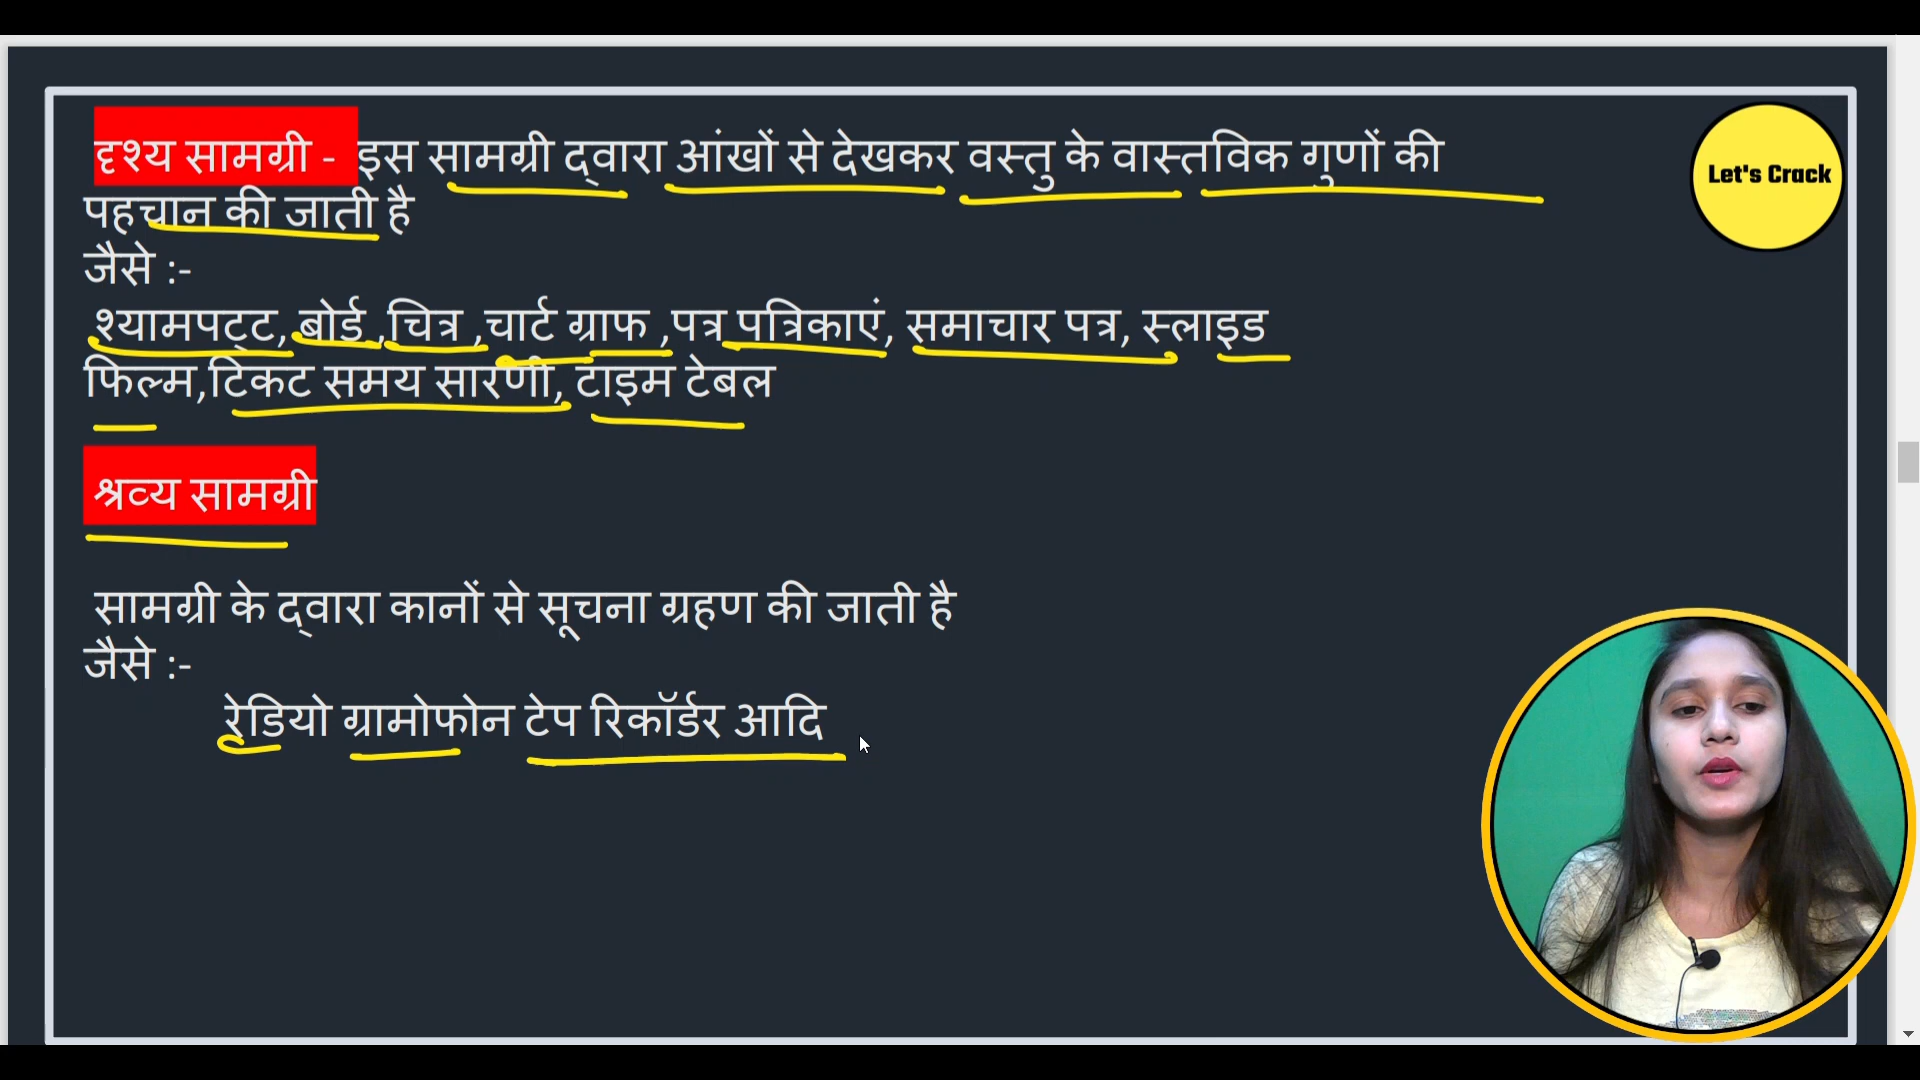 दृश्य सामग्री - इस सामग्री द्वारा आंखों से देखकर वस्तु के वास्तविक गुणों की
पहचान की जाती है
जैसे :-
श्यामपट्ट, बोर्ड ,चित्र ,चार्ट ग्राफ ,पत्र पत्रिकाएं, समाचार पत्र, स्लाइड
फिल्म,टिकट समय सारणी, टाइम टेबल
श्रव्य सामग्री
सामग्री के द्वारा कानों से सूचना ग्रहण की जाती है
जैसे :-
रेडियो ग्रामोफोन टेप रिकॉर्डर आदि
Let's Crack